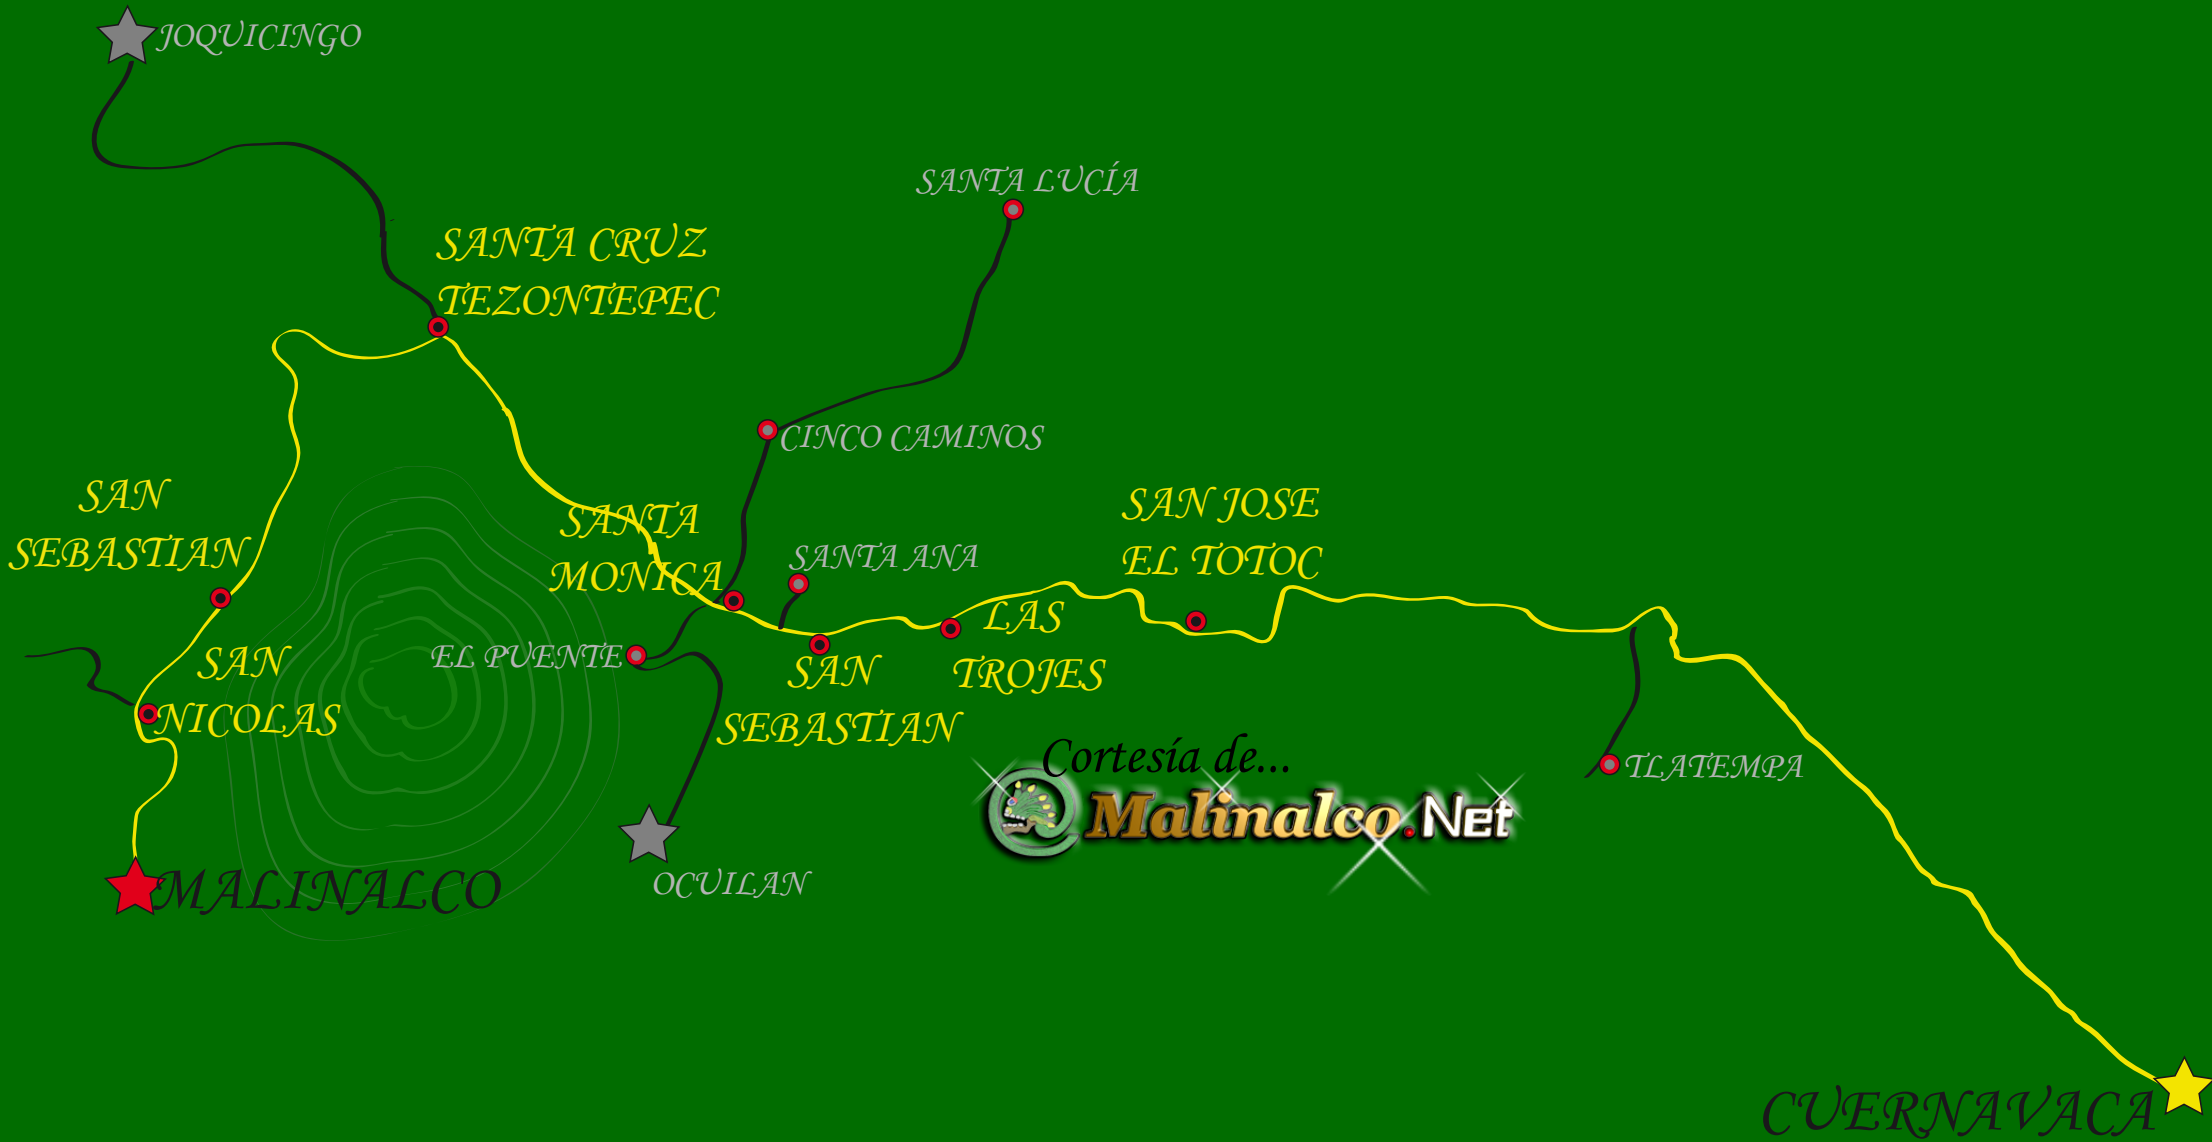 JOQUICINGO
SANTA LUCÍA
SANTA CRUZ
TEZONTEPEC
CINCO CAMINOS
SAN
SEBASTIAN
SANTA
MONICA
SANTA ANA
SAN JOSE
EL TOTOC
LAS
TROJES
EL PUENTE
SAN
NICOLAS
SAN
SEBASTIAN
Cortesía de...
Malinalco.Net
TLATEMPA
MALINALCO
OCUILAN
CUERNAVACA